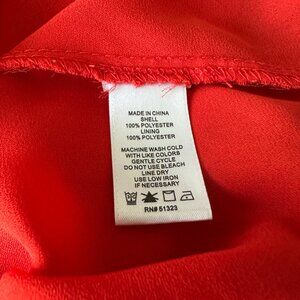 MADE IN CHINA
SHELL
100% POLYESTER
LINING
100% POLYESTER
MACHINE WASH COLD
WITH LIKE COLORS
GENTLE CYCLE
DO NOT USE BLEACH
LINE DRY
USE LOW IRON
IF NECESSARY
RN# 51323